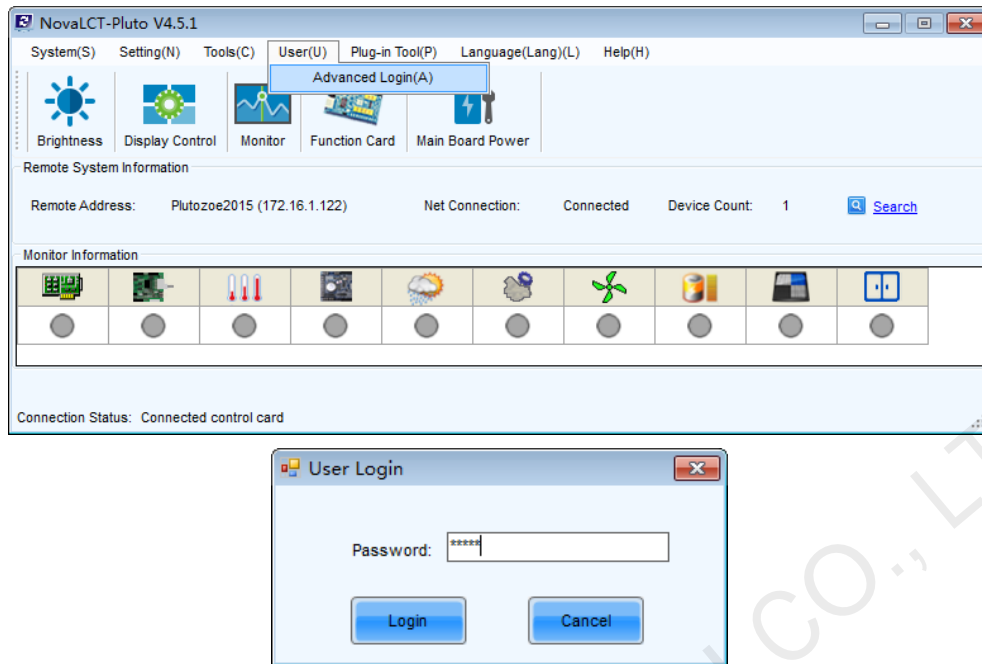 NovaLCT-Pluto V4.5.1
System(S) Setting(N) Tools(C) User(U) Plug-in Tool(P) Language(Lang)(L) Help(H)
Advanced Login(A)
Brightness Display Control Monitor Function Card Main Board Power
Remote System Information
Remote Address: Plutozoe2015 (172.16.1.122) Net Connection: Connected Device Count: 1 Search
Monitor Information
Connection Status: Connected control card
User Login
Password: *****
Login Cancel
CO., LT